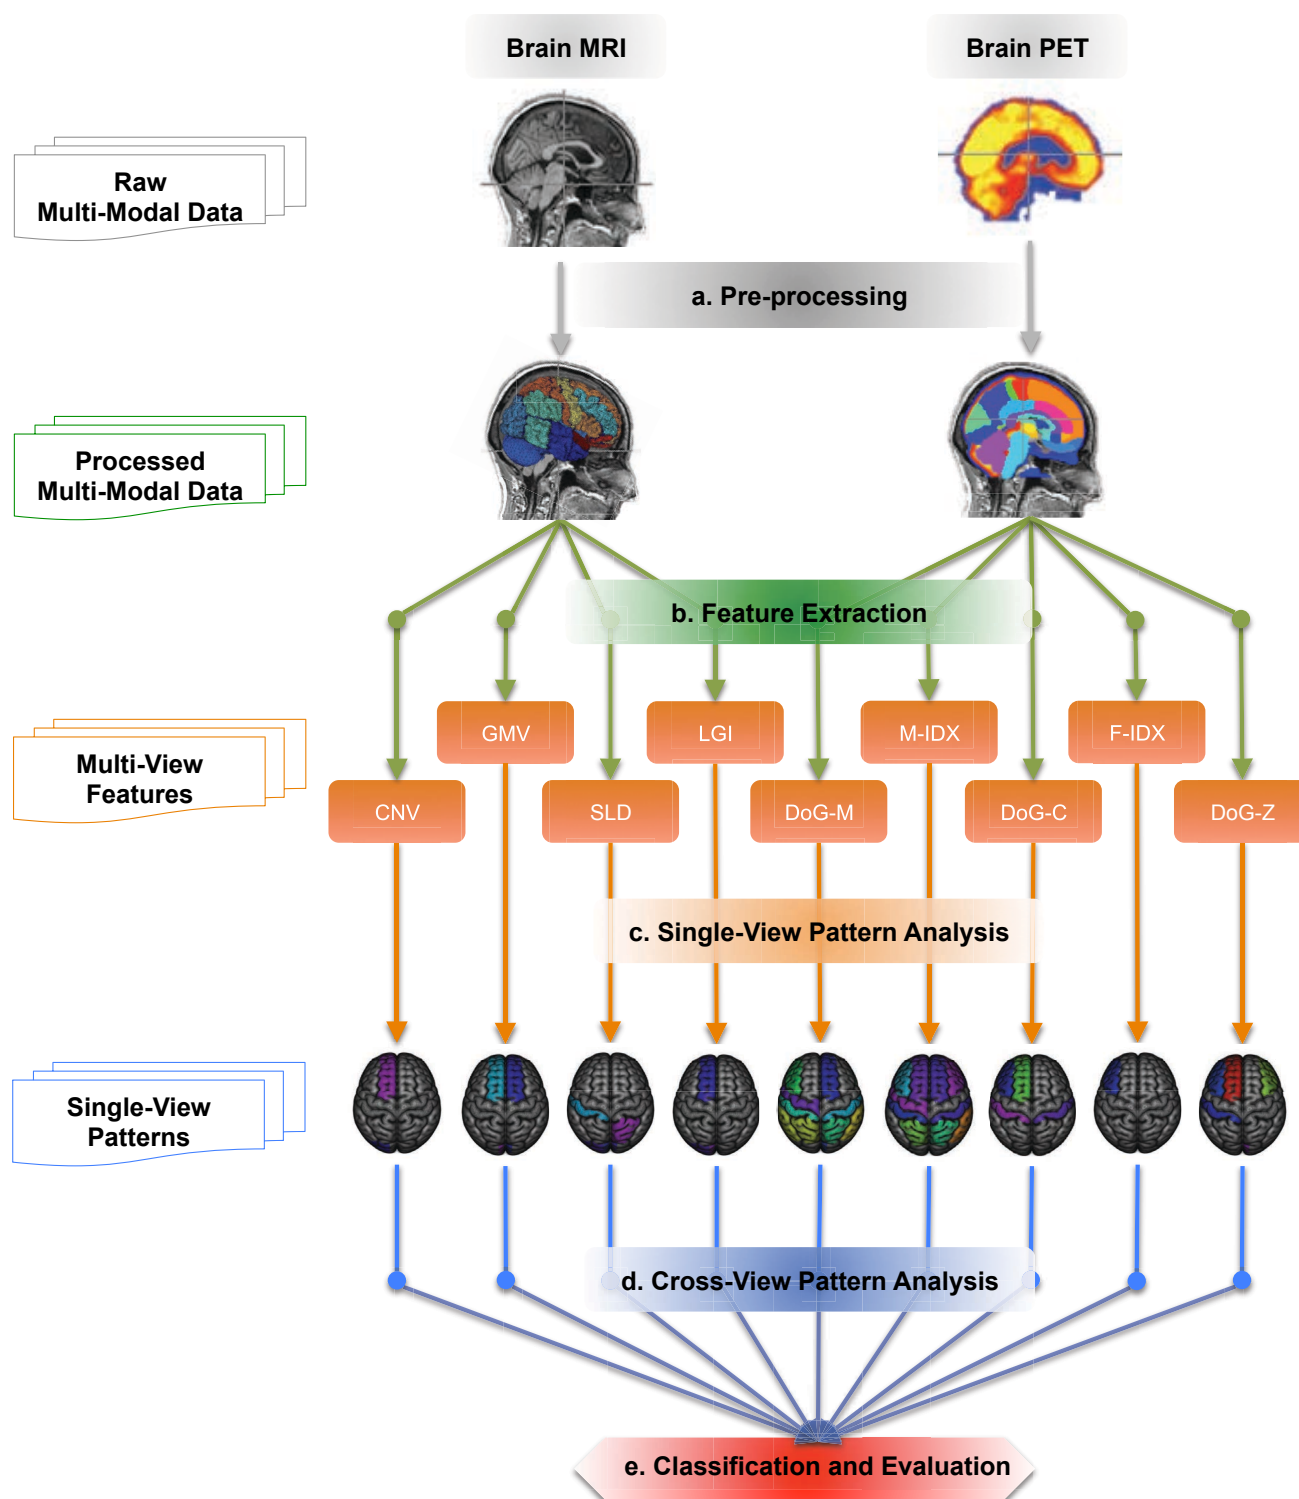 Brain MRI
Brain PET
Raw
Multi-Modal Data
a. Pre-processing
Processed
Multi-Modal Data
b. Feature Extraction
Multi-View
Features
GMV
LGI
M-IDX
F-IDX
CNV
SLD
DoG-M
DoG-C
DoG-Z
c. Single-View Pattern Analysis
Single-View
Patterns
d. Cross-View Pattern Analysis
e. Classification and Evaluation